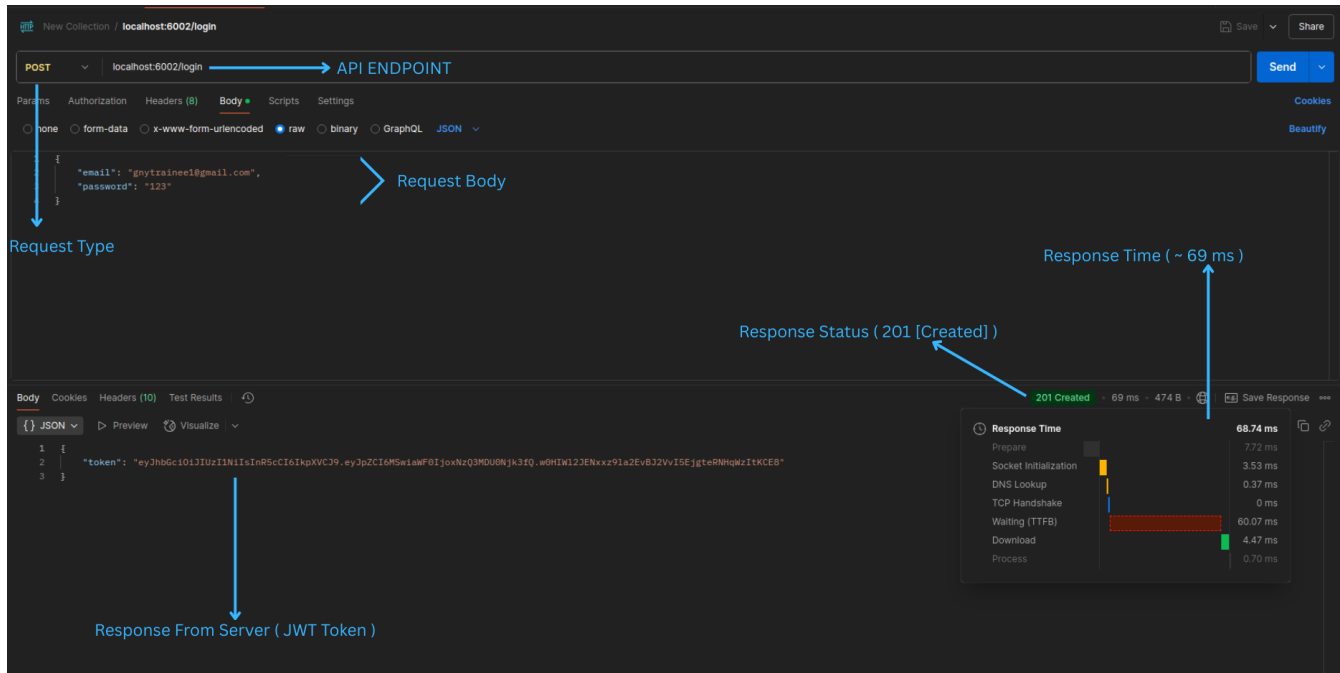 HTTP New Collection / localhost:6002/login
Save Share
POST localhost:6002/login API ENDPOINT
Send
Params Authorization Headers (8) Body Scripts Settings
Cookies
none form-data x-www-form-urlencoded raw binary GraphQL JSON
Beautify
1 {
"email": "gnytrainee1@gmail.com",
"password": "123"
}
Request Body
Request Type
Response Time ( ~ 69 ms )
Response Status ( 201 [Created] )
Body Cookies Headers (10) Test Results
201 Created 69 ms 474 B Save Response
{} JSON Preview Visualize
1 {
2 "token": "eyJhbGciOiJIUzI1NiIsInR5cCI6IkpXVCJ9.eyJpZCI6MSwiaWF0IjoxNzQ3MDU0Njk3fQ.w0HIWl2JENxxz9la2EvBJ2VvI5EjgteRNHqWzItKCE8"
3 }
Response Time 68.74 ms
Prepare 7.72 ms
Socket Initialization 3.53 ms
DNS Lookup 0.37 ms
TCP Handshake 0 ms
Waiting (TTFB) 60.07 ms
Download 4.47 ms
Process 0.70 ms
Response From Server ( JWT Token )